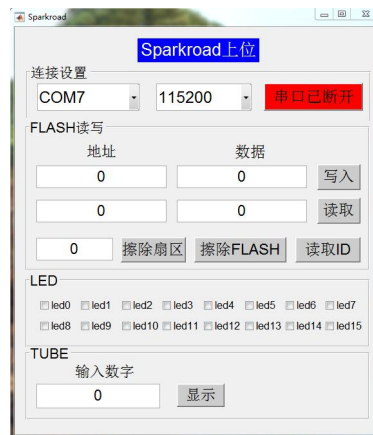 Sparkroad
Sparkroad上位
连接设置
COM7 115200 串口已断开
FLASH读写
地址 数据
0 0 写入
0 0 读取
0 擦除扇区 擦除FLASH 读取ID
LED
led0 led1 led2 led3 led4 led5 led6 led7
led8 led9 led10 led11 led12 led13 led14 led15
TUBE
输入数字
0 显示